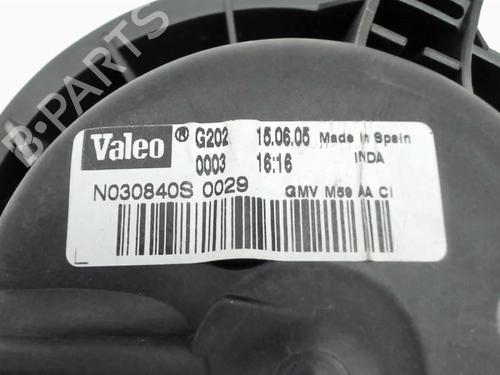 B-PARTS
Valeo ® G202 15.06.05 Made in Spain
0003 16:16 INDA
N030840S 0029 GMV M59 AA CI